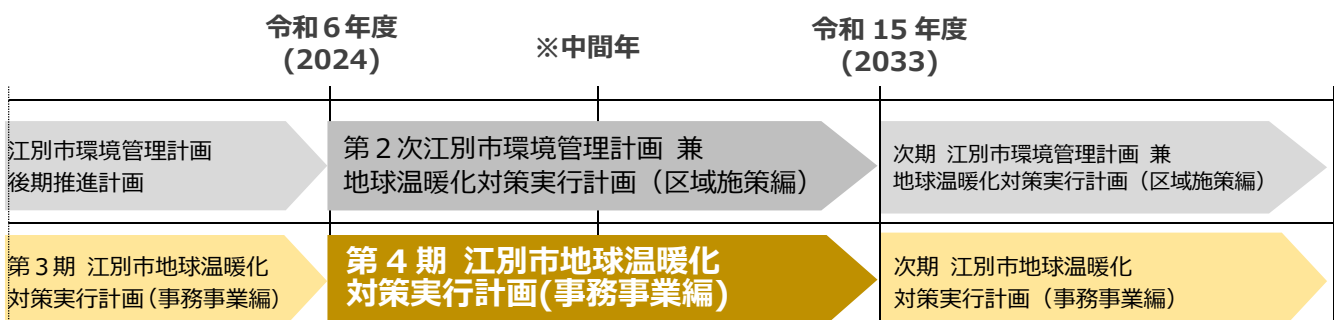 令和６年度
(2024)
※中間年
令和 15 年度
(2033)
江別市環境管理計画
後期推進計画
第２次江別市環境管理計画 兼
地球温暖化対策実行計画（区域施策編）
次期 江別市環境管理計画 兼
地球温暖化対策実行計画（区域施策編）
第３期 江別市地球温暖化
対策実行計画(事務事業編)
第 4 期 江別市地球温暖化
対策実行計画(事務事業編)
次期 江別市地球温暖化
対策実行計画（事務事業編）